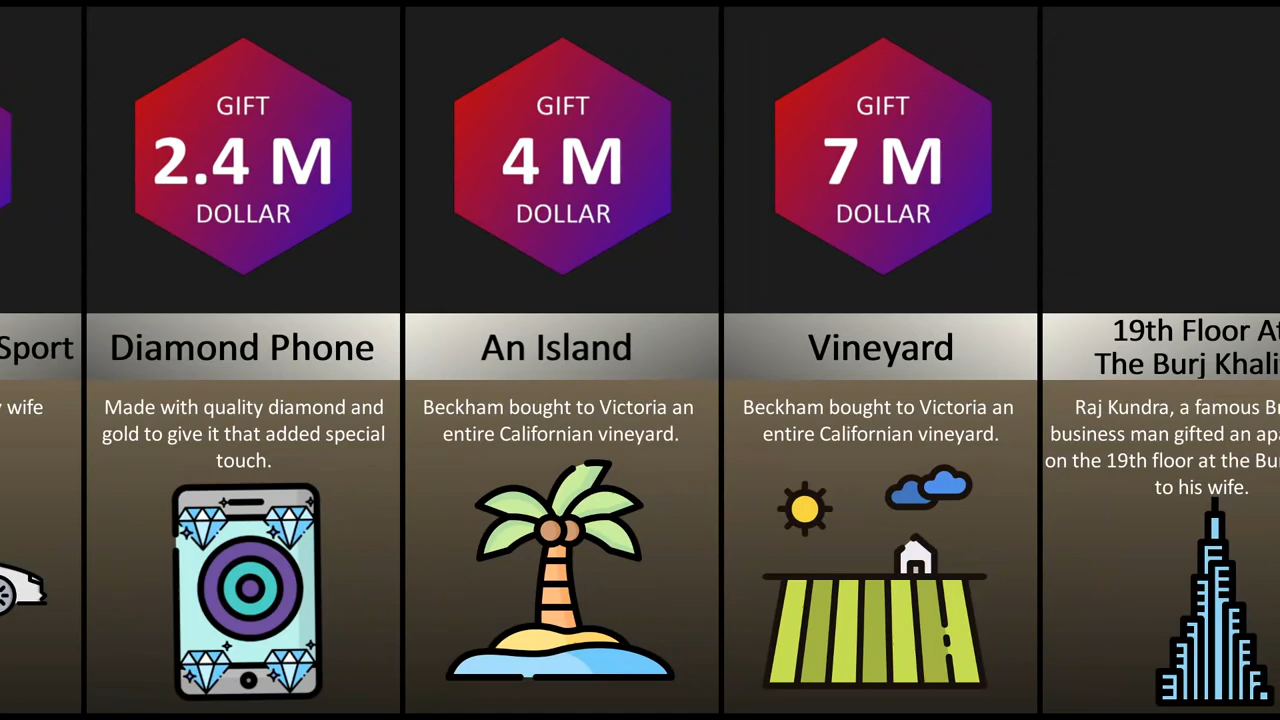 Sport
wife
GIFT
2.4 M
DOLLAR
Diamond Phone
Made with quality diamond and
gold to give it that added special
touch.
GIFT
4 M
DOLLAR
An Island
Beckham bought to Victoria an
entire Californian vineyard.
GIFT
7 M
DOLLAR
Vineyard
Beckham bought to Victoria an
entire Californian vineyard.
19th Floor At
The Burj Khali
Raj Kundra, a famous B
business man gifted an apa
on the 19th floor at the Bu
to his wife.